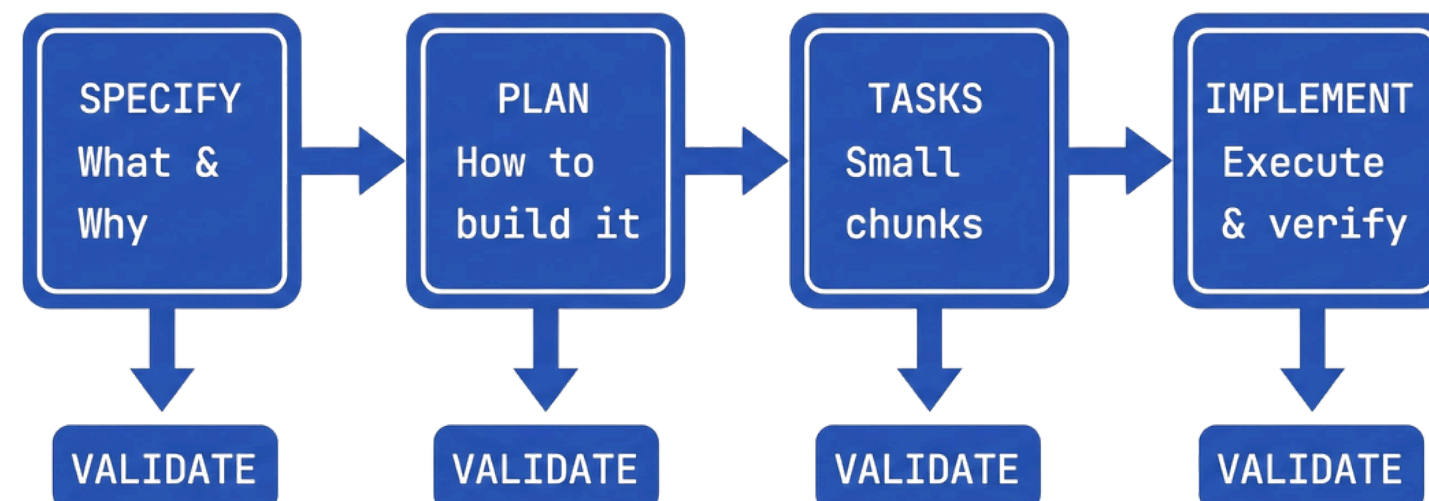 SPECIFY
What &
Why
PLAN
How to
build it
TASKS
Small
chunks
IMPLEMENT
Execute
& verify
VALIDATE
VALIDATE
VALIDATE
VALIDATE